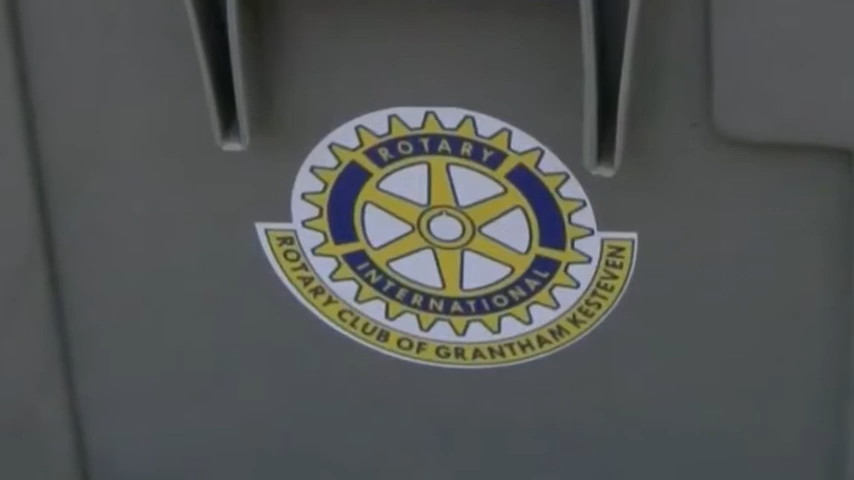 ROTARY
INTERNATIONAL
ROTARY CLUB OF GRANTHAM KESTEVEN